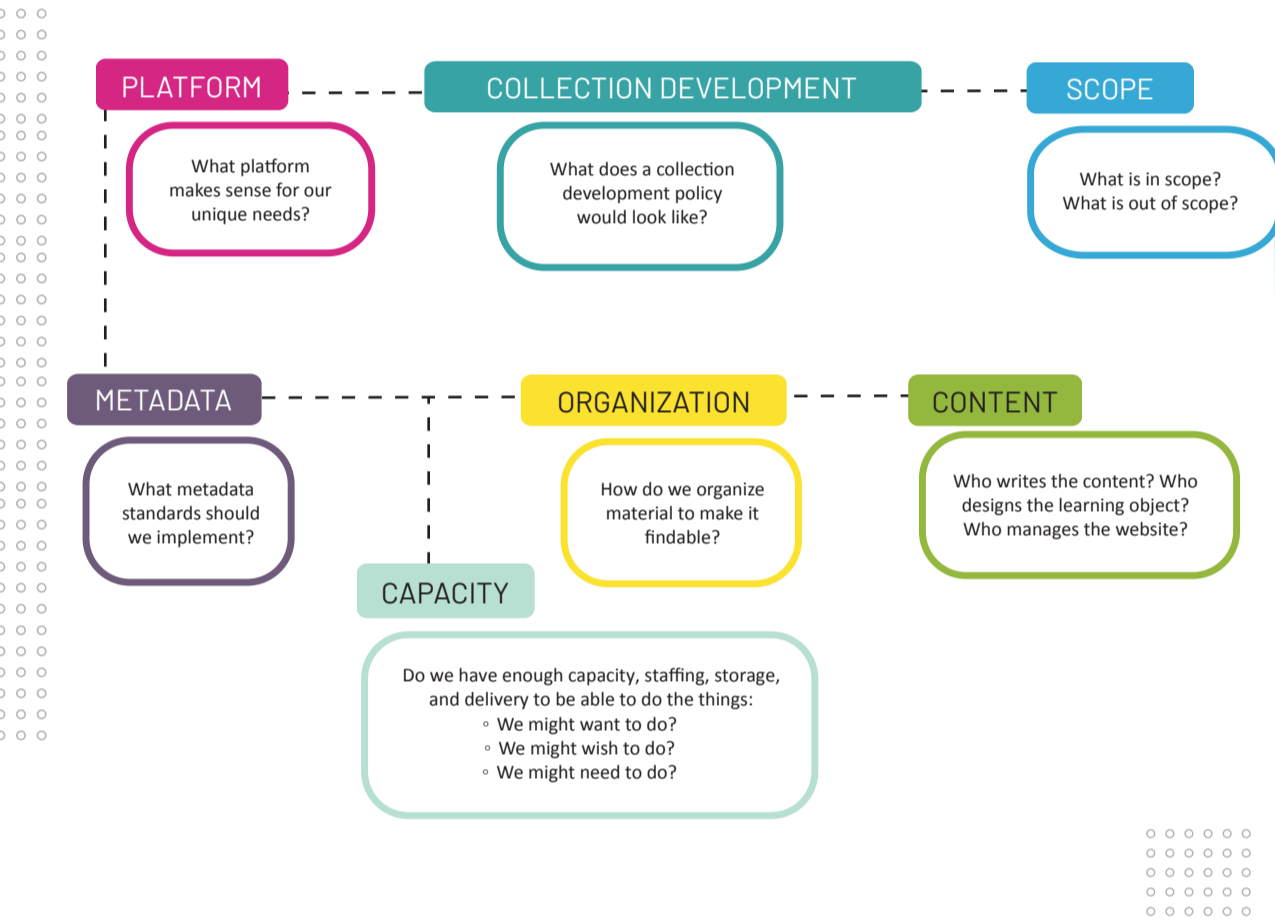 PLATFORM
What platform
makes sense for our
unique needs?
COLLECTION DEVELOPMENT
What does a collection
development policy
would look like?
SCOPE
What is in scope?
What is out of scope?
METADATA
What metadata
standards should
we implement?
ORGANIZATION
How do we organize
material to make it
findable?
CONTENT
Who writes the content? Who
designs the learning object?
Who manages the website?
CAPACITY
Do we have enough capacity, staffing, storage,
and delivery to be able to do the things:
◦ We might want to do?
◦ We might wish to do?
◦ We might need to do?